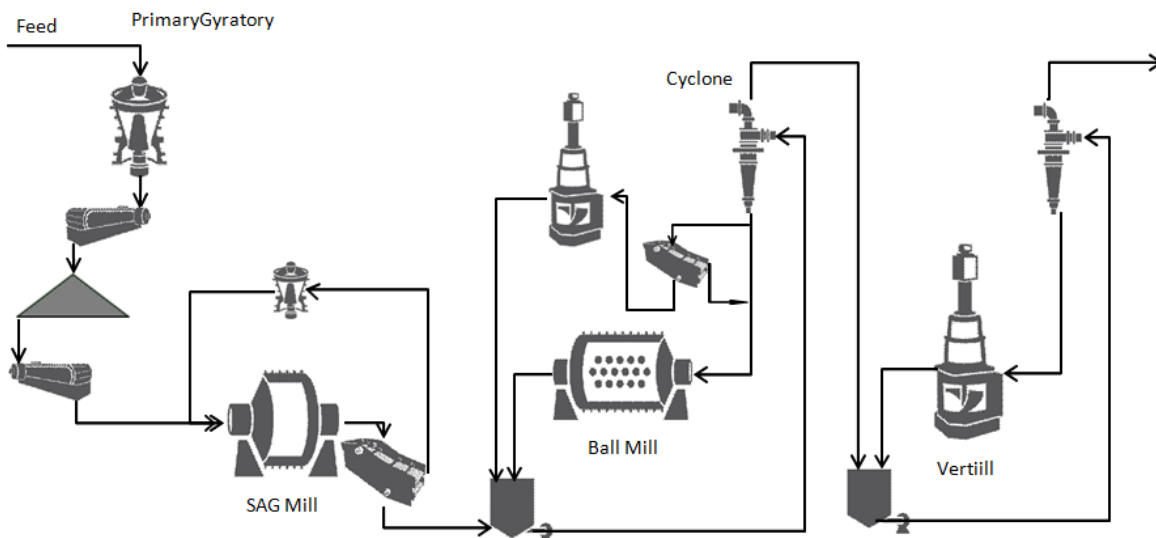 Feed
PrimaryGyratory
Cyclone
Ball Mill
Vertiill
SAG Mill